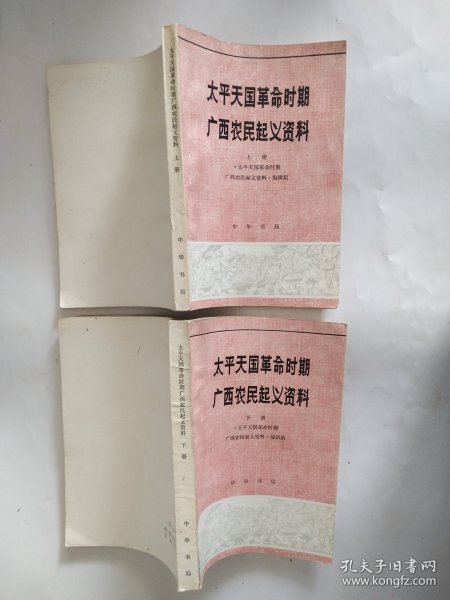 太平天国革命时期广西农民起义资料 上册
中华书局
太平天国革命时期
广西农民起义资料
上册
《太平天国革命时期
广西农民起义资料》编辑组
中华书局
太平天国革命时期广西农民起义资料 下册
中华书局
太平天国革命时期
广西农民起义资料
下册
《太平天国革命时期
广西农民起义资料》编辑组
中华书局
孔夫子旧书网
www.kongfz.com